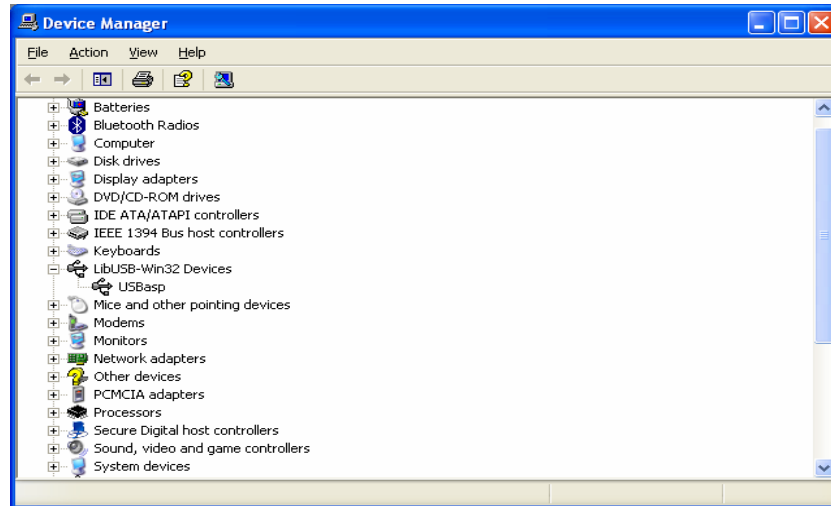 Device Manager
File Action View Help
Batteries
Bluetooth Radios
Computer
Disk drives
Display adapters
DVD/CD-ROM drives
IDE ATA/ATAPI controllers
IEEE 1394 Bus host controllers
Keyboards
LibUSB-Win32 Devices
USBasp
Mice and other pointing devices
Modems
Monitors
Network adapters
Other devices
PCMCIA adapters
Processors
Secure Digital host controllers
Sound, video and game controllers
System devices